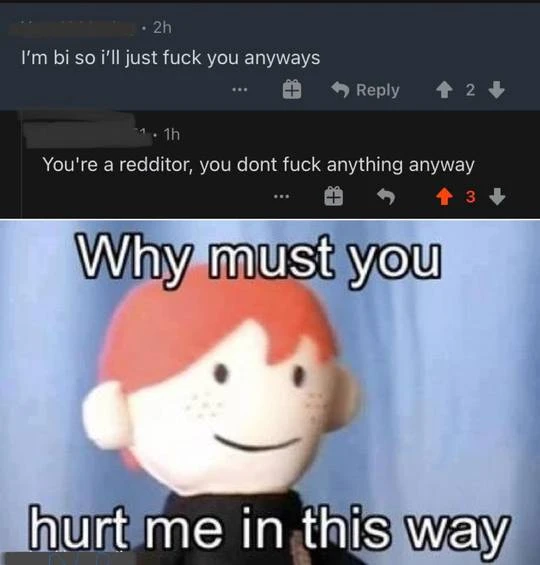 · 2h
I'm bi so i'll just fuck you anyways
... Reply 2
· 1h
You're a redditor, you dont fuck anything anyway
... 3
Why must you
hurt me in this way